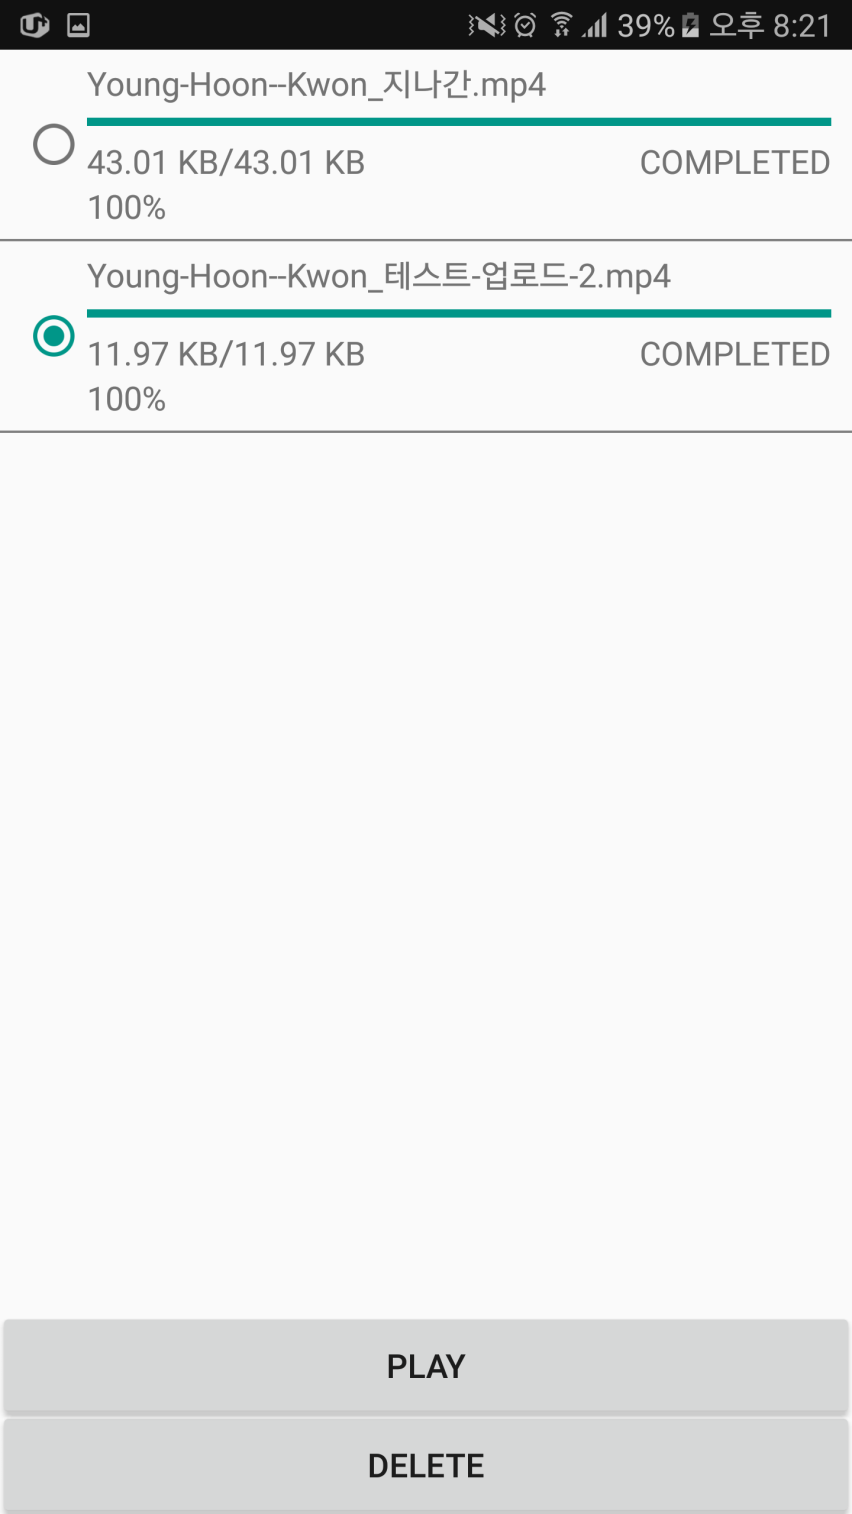 39% 오후 8:21
Young-Hoon--Kwon_지나간.mp4
43.01 KB/43.01 KB COMPLETED
100%
Young-Hoon--Kwon_테스트-업로드-2.mp4
11.97 KB/11.97 KB COMPLETED
100%
PLAY
DELETE